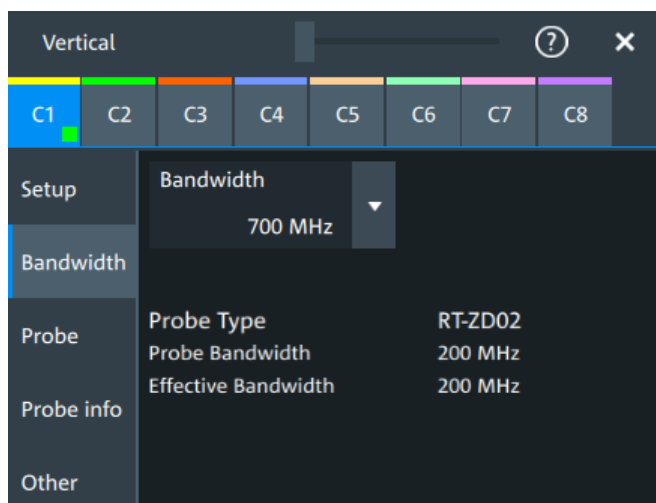 Vertical
?
C1 C2 C3 C4 C5 C6 C7 C8
Setup
Bandwidth
Probe
Probe info
Other
Bandwidth
700 MHz
Probe Type RT-ZD02
Probe Bandwidth 200 MHz
Effective Bandwidth 200 MHz